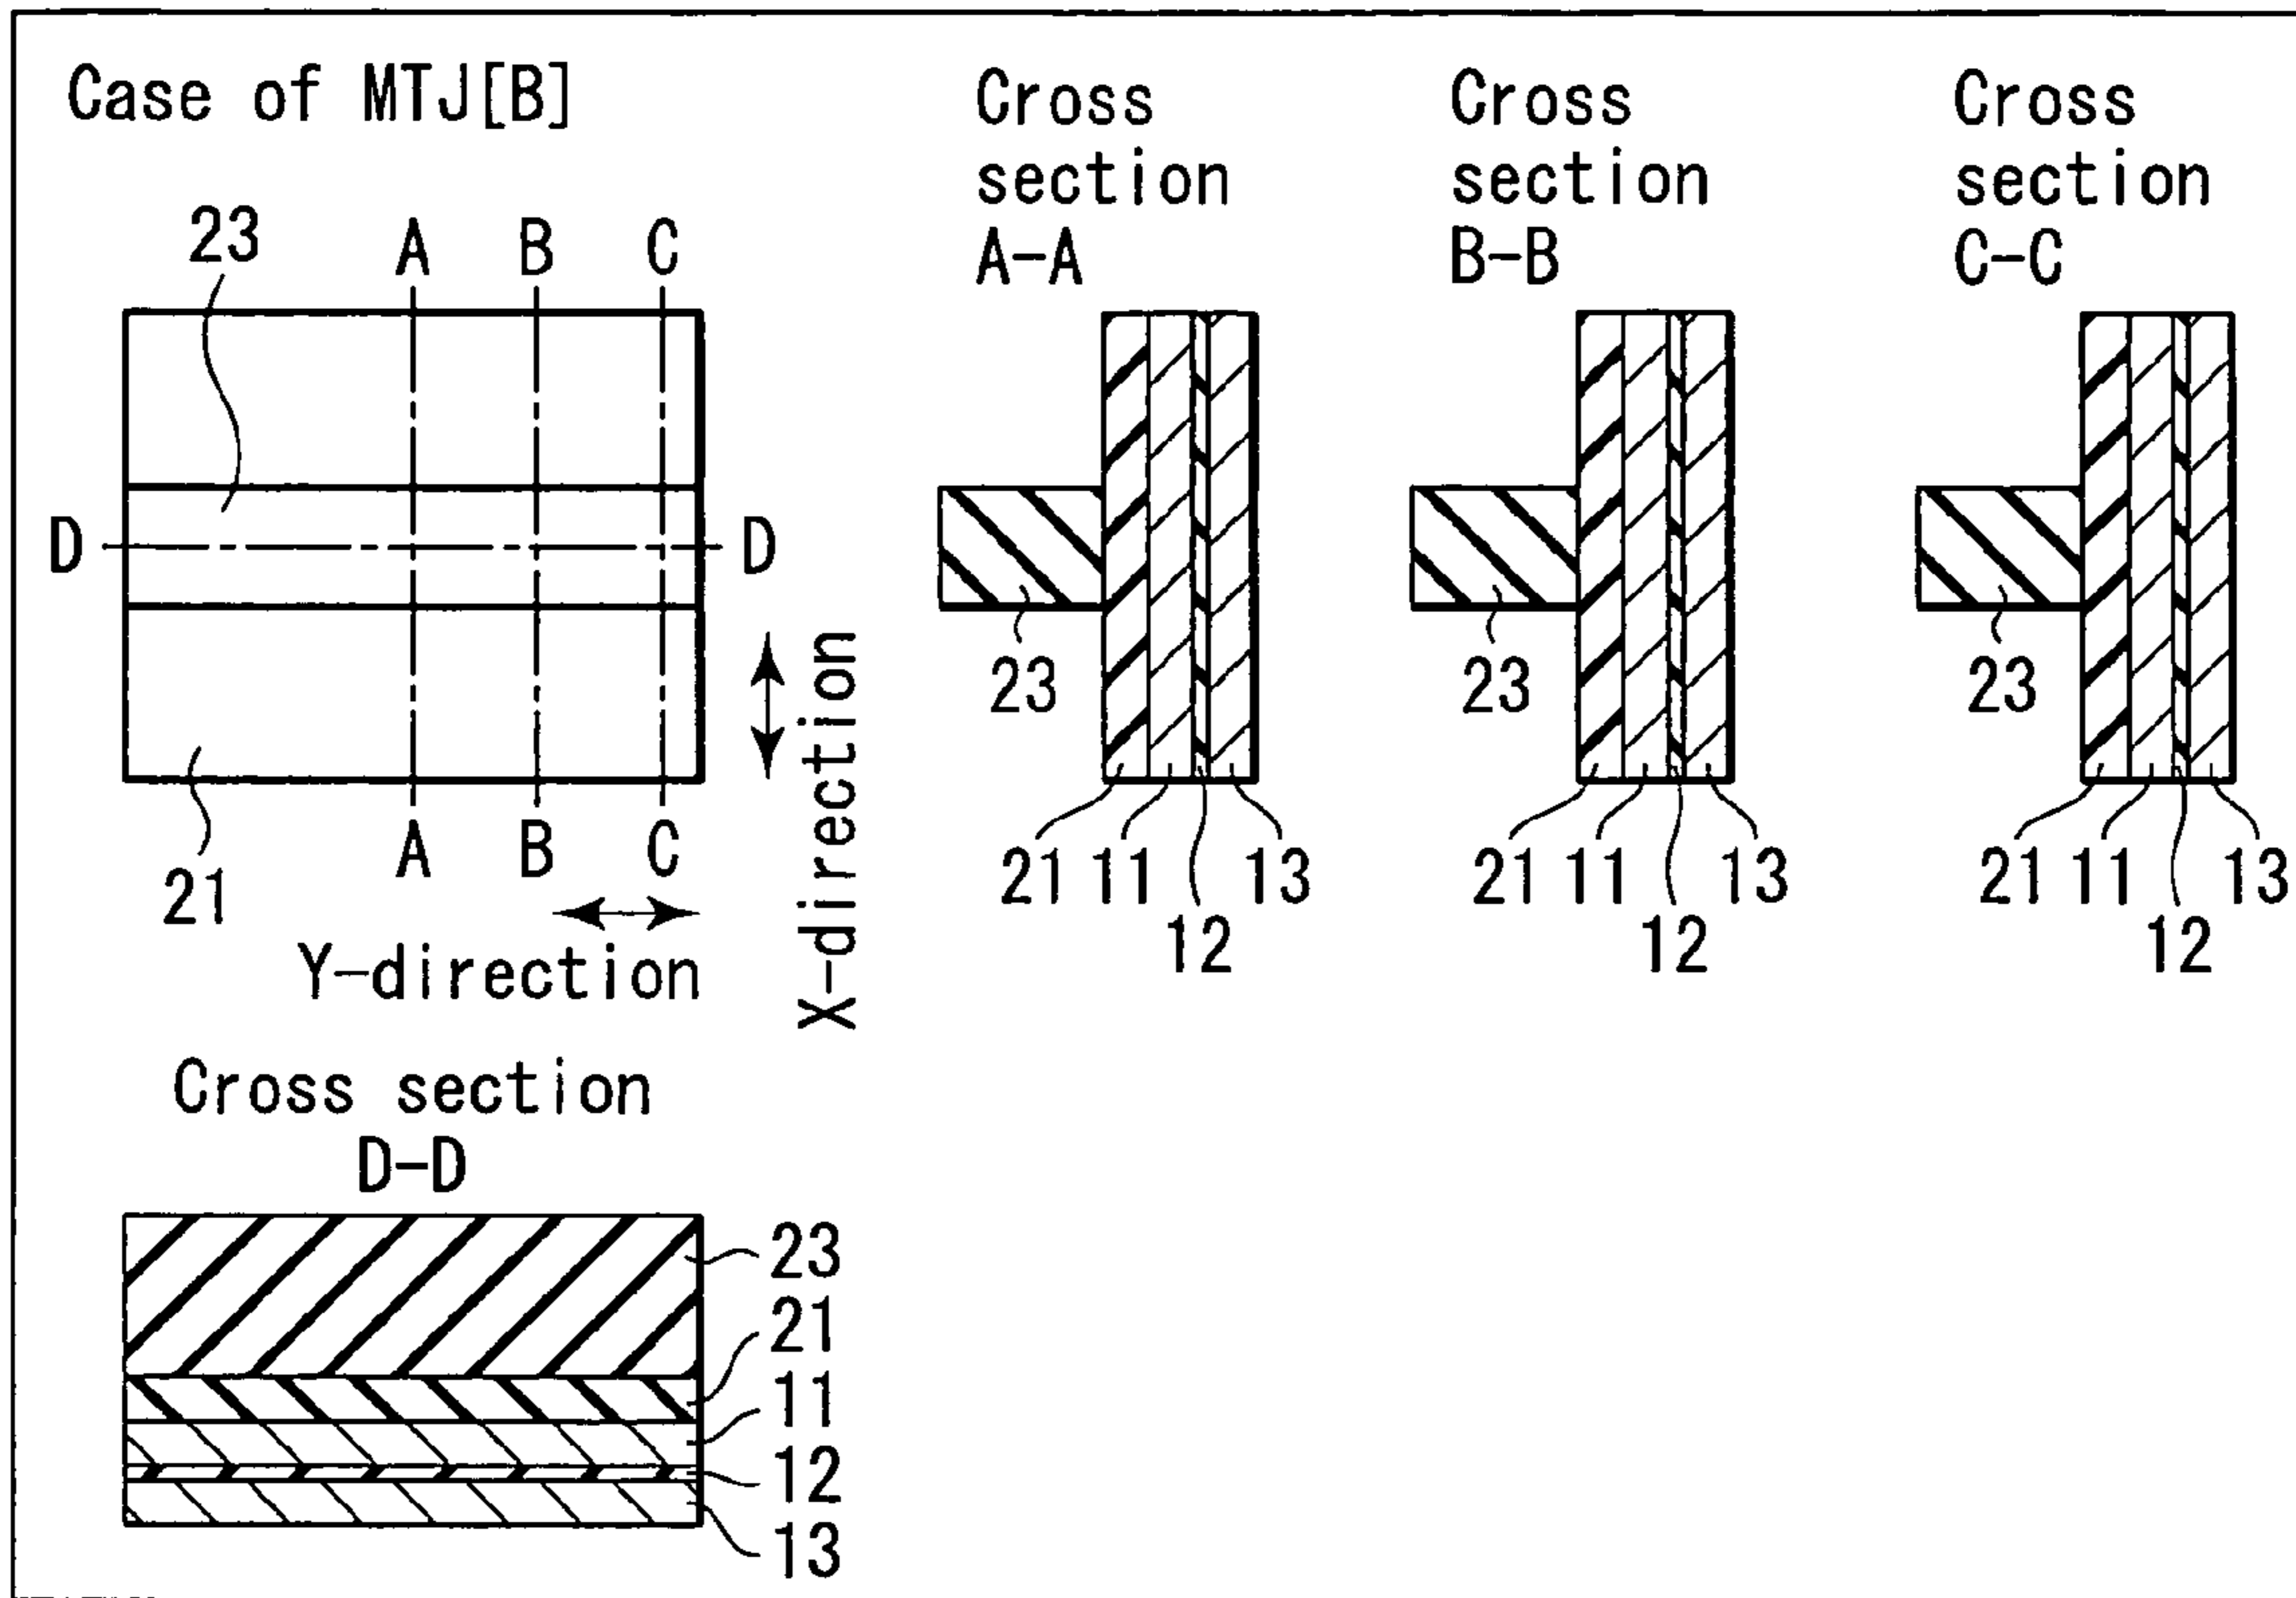 Case of MTJ[B]
23
A B C
D D
A B C
21
X-direction
Y-direction
Cross
section
A-A
23
21 11 13
12
Cross
section
B-B
23
21 11 13
12
Cross
section
C-C
23
21 11 13
12
Cross section
D-D
23
21
11
12
13